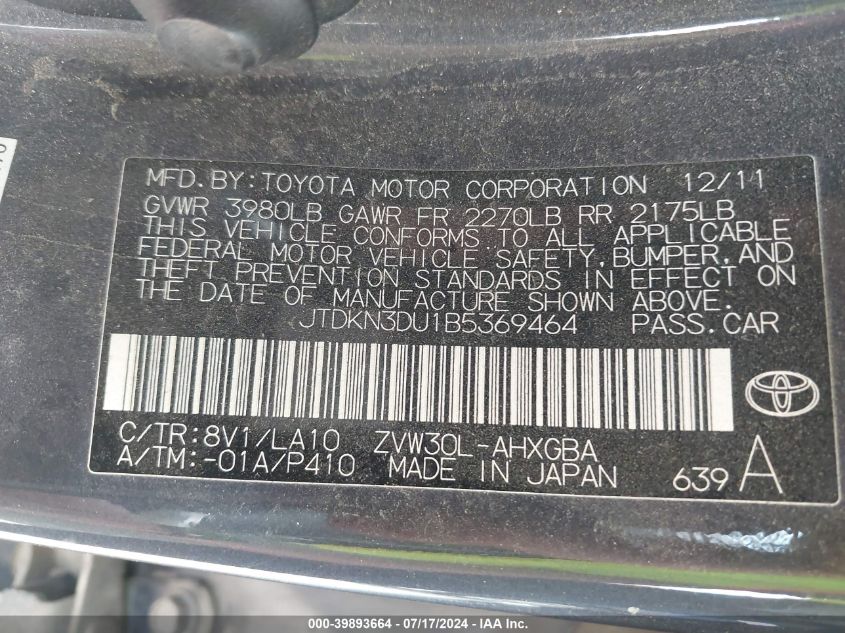 MFD.BY:TOYOTA MOTOR CORPORATION 12/11
GVWR 3980LB GAWR FR 2270LB RR 2175LB
THIS VEHICLE CONFORMS TO ALL APPLICABLE
FEDERAL MOTOR VEHICLE SAFETY,BUMPER,AND
THEFT PREVENTION STANDARDS IN EFFECT ON
THE DATE OF MANUFACTURE SHOWN ABOVE.
JTDKN3DU1B5369464 PASS.CAR
C/TR:8V1/LA10 ZVW30L-AHXGBA
A/TM:-01A/P410 MADE IN JAPAN 639 A
000-39893664 - 07/17/2024 - IMPACT AUTO AUCTIONS